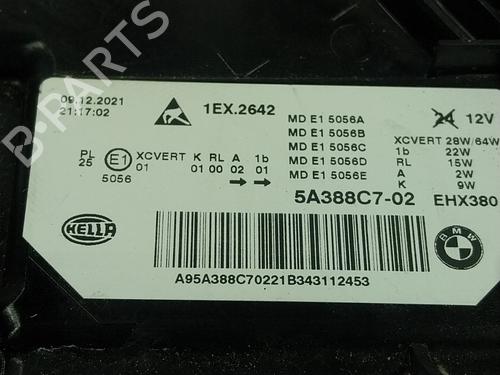 B-PARTS
09.12.2021
21:17:02
1EX.2642
MD E1 5056A
MD E1 5056B
MD E1 5056C
MD E1 5056D
MD E1 5056E
24 12V
XCVERT 28W/64W
1b 22W
RL 15W
A 2W
K 9W
PL
25
E1
5056
XCVERT K RL A 1b
01 01 00 02 01
5A388C7-02
EHX380
HELLA
BMW
A95A388C70221B343112453